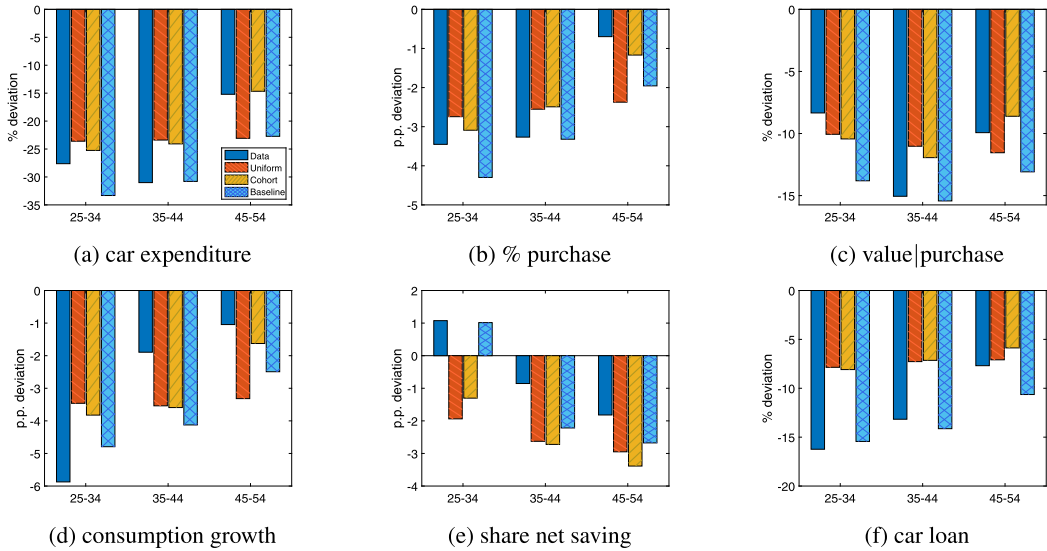 0
-5
-10
-15
-20
-25
-30
-35
% deviation
25-34 35-44 45-54
Data
Uniform
Cohort
Baseline
(a) car expenditure
0
-1
-2
-3
-4
-5
p.p. deviation
25-34 35-44 45-54
(b) % purchase
0
-5
-10
-15
% deviation
25-34 35-44 45-54
(c) value|purchase
0
-1
-2
-3
-4
-5
-6
p.p. deviation
25-34 35-44 45-54
(d) consumption growth
2
1
0
-1
-2
-3
-4
p.p. deviation
25-34 35-44 45-54
(e) share net saving
0
-5
-10
-15
-20
% deviation
25-34 35-44 45-54
(f) car loan